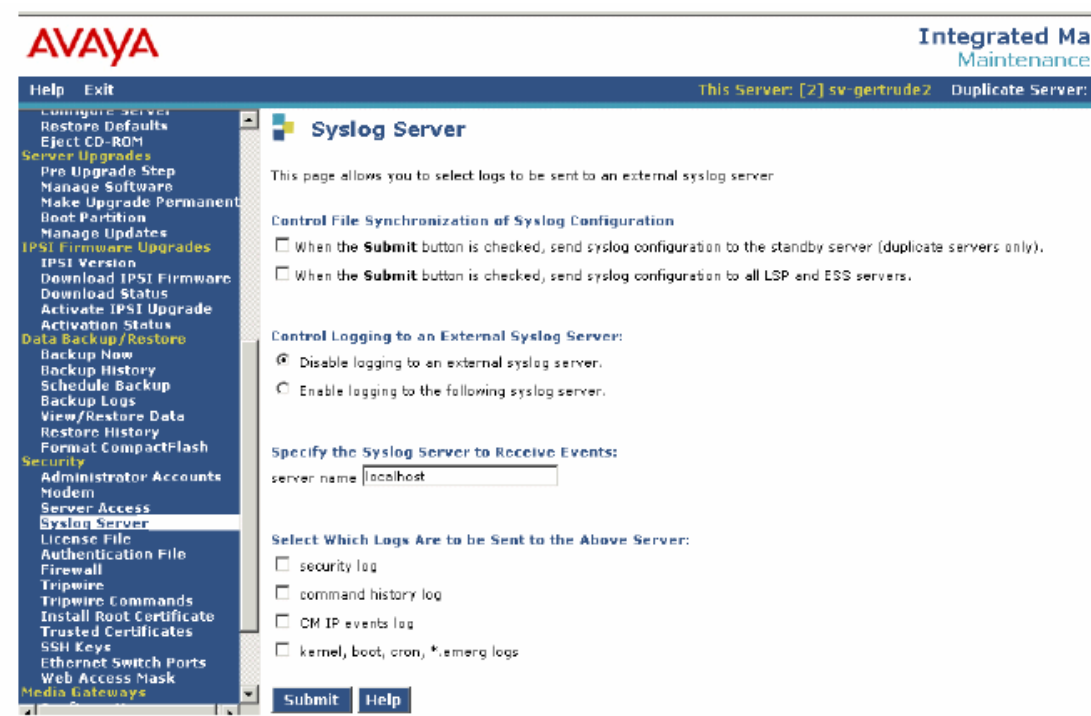 AVAYA
Integrated Ma
Maintenance
Help Exit
This Server: [2] sv-gertrude2 Duplicate Server:
Configure Server
Restore Defaults
Eject CD-ROM
Server Upgrades
Pre Upgrade Step
Manage Software
Make Upgrade Permanent
Boot Partition
Manage Updates
IPSI Firmware Upgrades
IPSI Version
Download IPSI Firmware
Download Status
Activate IPSI Upgrade
Activation Status
Data Backup/Restore
Backup Now
Backup History
Schedule Backup
Backup Logs
View/Restore Data
Restore History
Format CompactFlash
Security
Administrator Accounts
Modem
Server Access
Syslog Server
License File
Authentication File
Firewall
Tripwire
Tripwire Commands
Install Root Certificate
Trusted Certificates
SSH Keys
Ethernet Switch Ports
Web Access Mask
Media Gateways
Syslog Server
This page allows you to select logs to be sent to an external syslog server
Control File Synchronization of Syslog Configuration
When the Submit button is checked, send syslog configuration to the standby server (duplicate servers only).
When the Submit button is checked, send syslog configuration to all LSP and ESS servers.
Control Logging to an External Syslog Server:
Disable logging to an external syslog server.
Enable logging to the following syslog server.
Specify the Syslog Server to Receive Events:
server name localhost
Select Which Logs Are to be Sent to the Above Server:
security log
command history log
CM IP events log
kernel, boot, cron, *.emerg logs
Submit Help